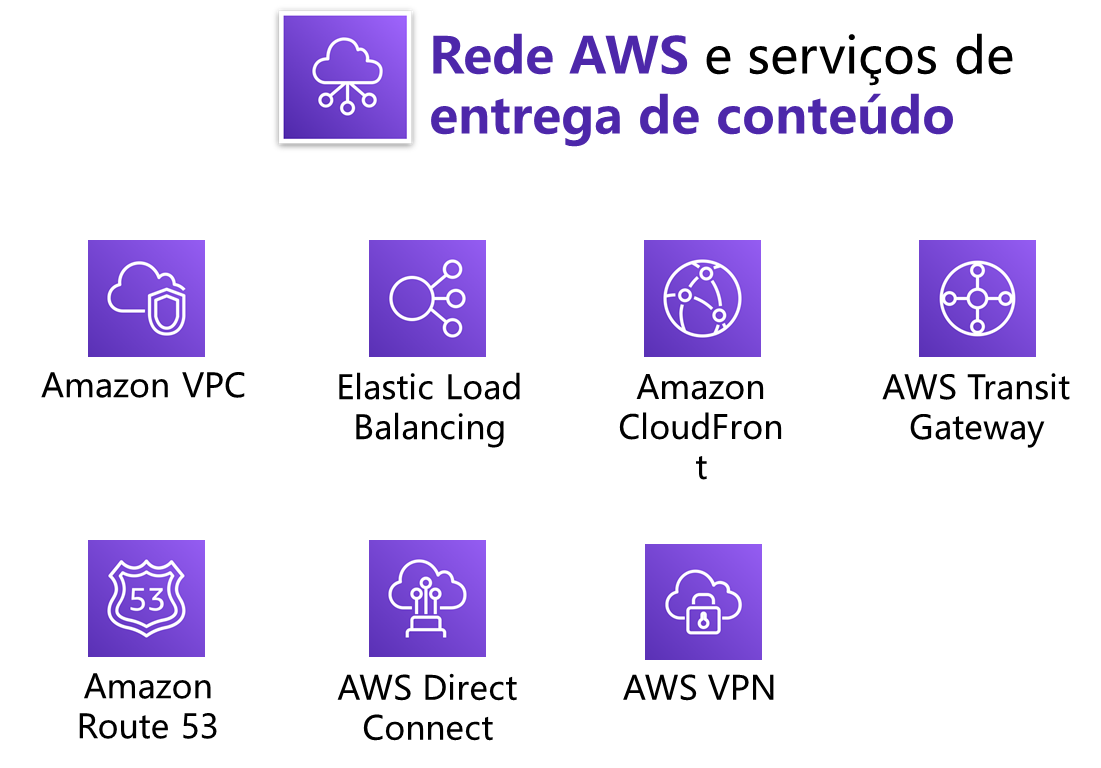 Rede AWS e serviços de
entrega de conteúdo
Amazon VPC
Elastic Load
Balancing
Amazon
CloudFron
t
AWS Transit
Gateway
53
Amazon
Route 53
AWS Direct
Connect
AWS VPN